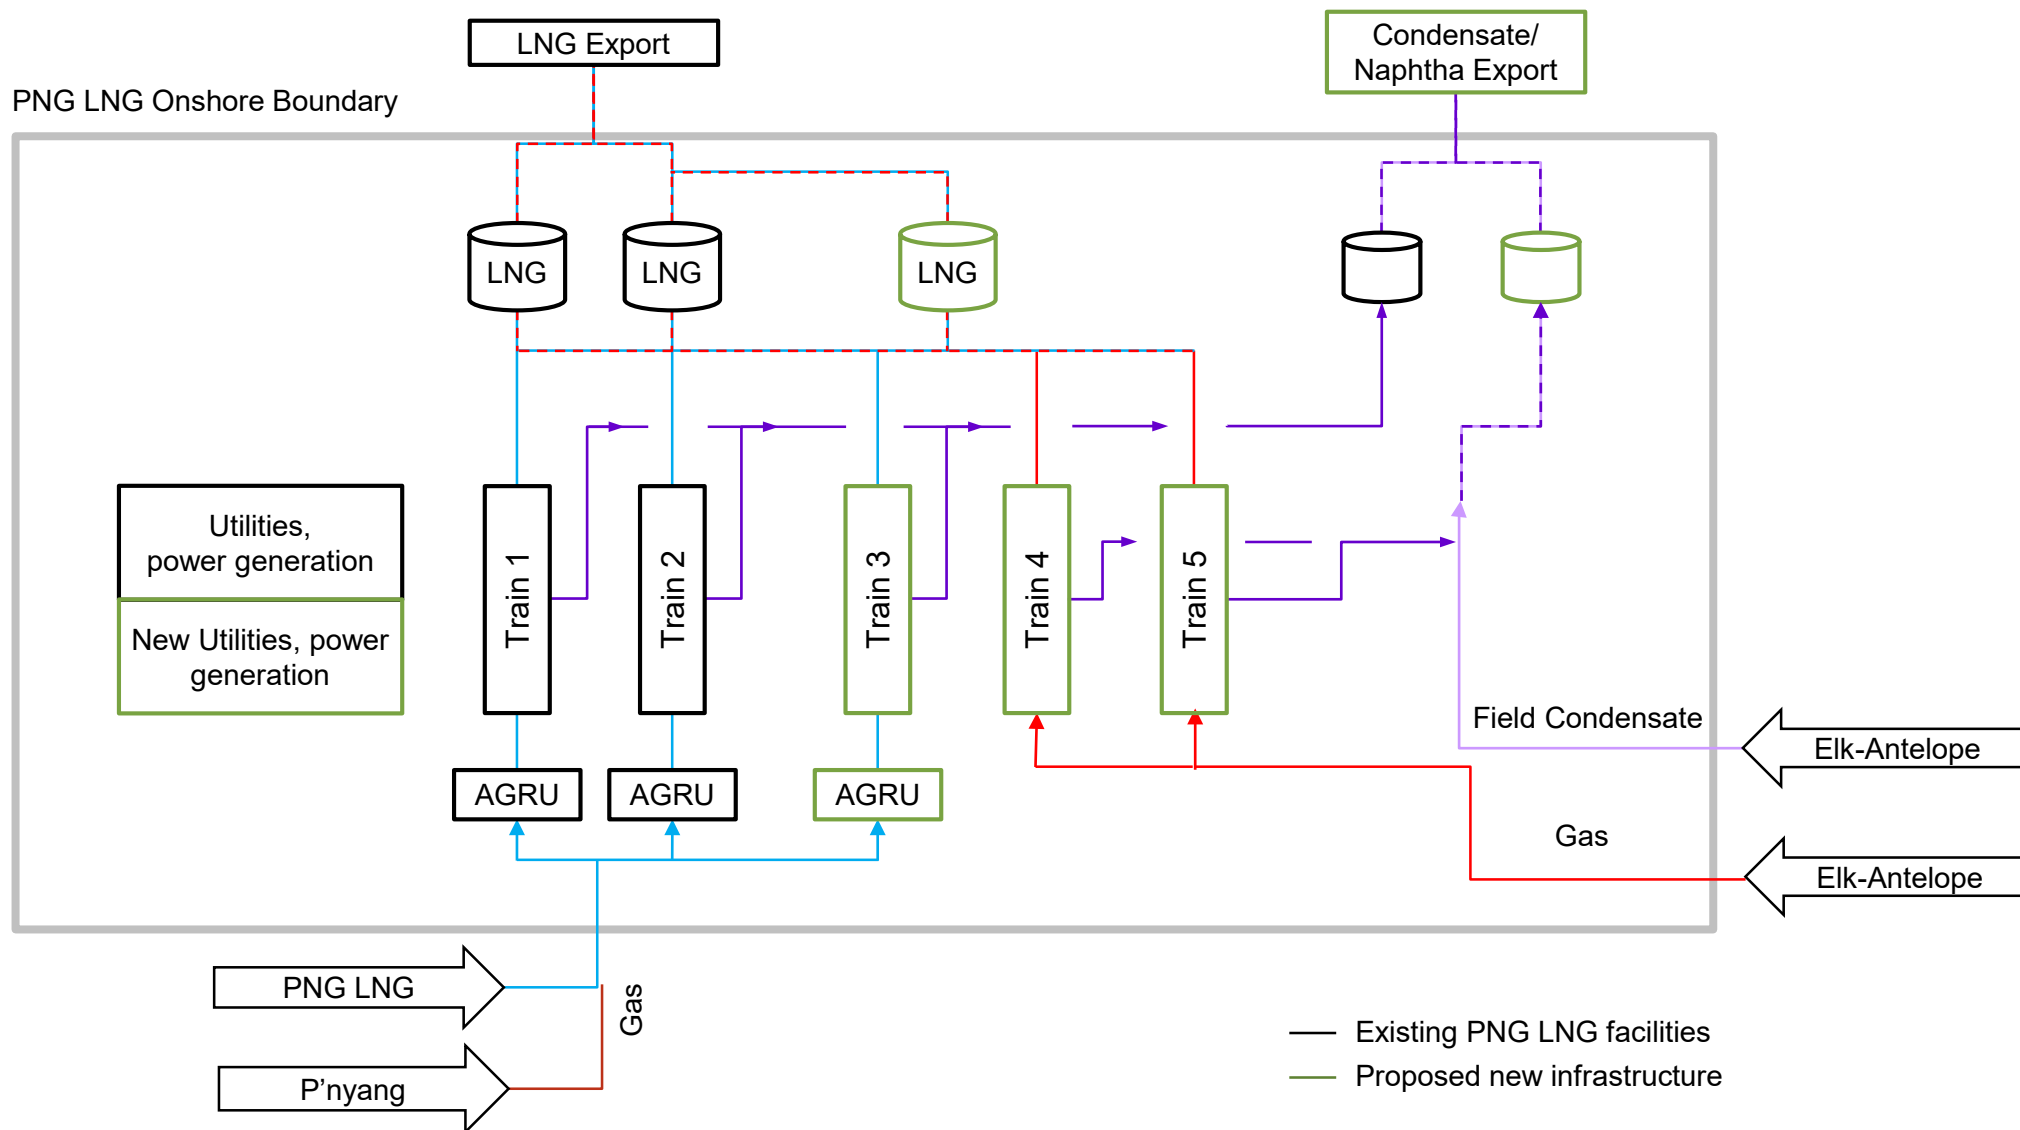 LNG Export
Condensate/
Naphtha Export
PNG LNG Onshore Boundary
LNG
LNG
LNG
Utilities,
power generation
New Utilities, power
generation
Train 1
Train 2
Train 3
Train 4
Train 5
Field Condensate
Elk-Antelope
AGRU
AGRU
AGRU
Gas
Elk-Antelope
PNG LNG
Gas
P'nyang
Existing PNG LNG facilities
Proposed new infrastructure